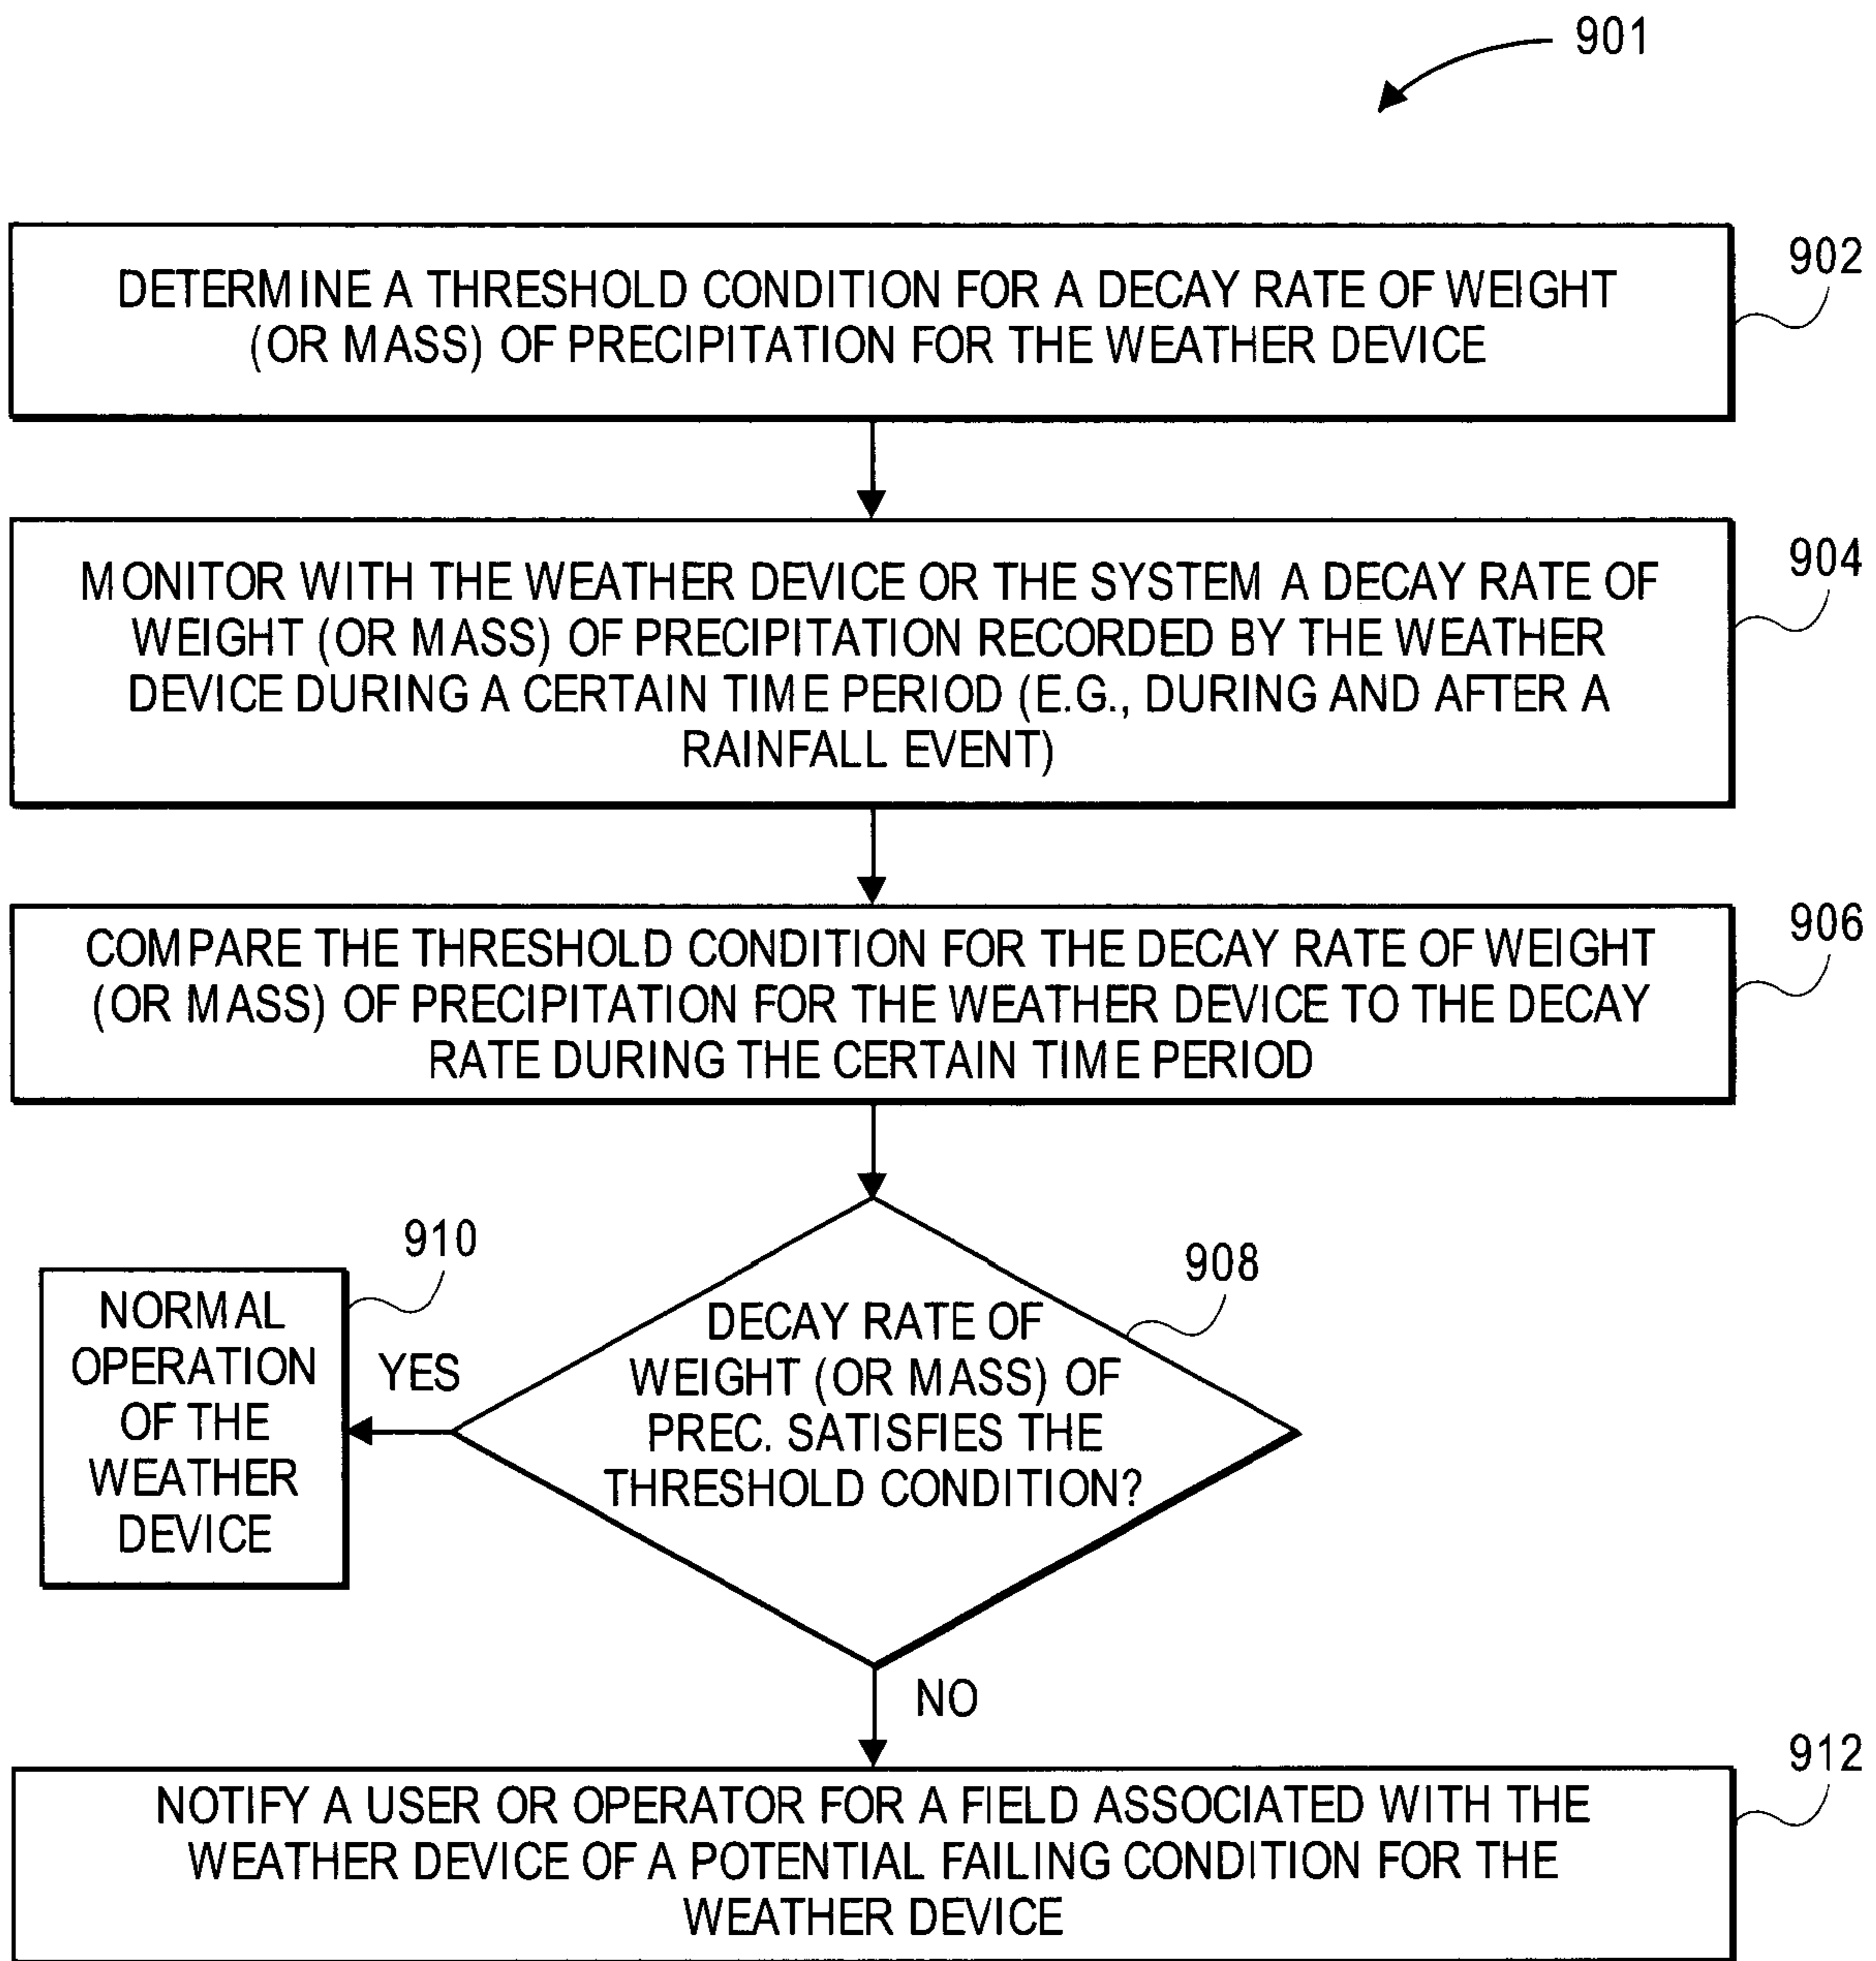 901
DETERMINE A THRESHOLD CONDITION FOR A DECAY RATE OF WEIGHT
(OR MASS) OF PRECIPITATION FOR THE WEATHER DEVICE
902
MONITOR WITH THE WEATHER DEVICE OR THE SYSTEM A DECAY RATE OF
WEIGHT (OR MASS) OF PRECIPITATION RECORDED BY THE WEATHER
DEVICE DURING A CERTAIN TIME PERIOD (E.G., DURING AND AFTER A
RAINFALL EVENT)
904
COMPARE THE THRESHOLD CONDITION FOR THE DECAY RATE OF WEIGHT
(OR MASS) OF PRECIPITATION FOR THE WEATHER DEVICE TO THE DECAY
RATE DURING THE CERTAIN TIME PERIOD
906
DECAY RATE OF
WEIGHT (OR MASS) OF
PREC. SATISFIES THE
THRESHOLD CONDITION?
908
YES
NORMAL
OPERATION
OF THE
WEATHER
DEVICE
910
NO
NOTIFY A USER OR OPERATOR FOR A FIELD ASSOCIATED WITH THE
WEATHER DEVICE OF A POTENTIAL FAILING CONDITION FOR THE
WEATHER DEVICE
912